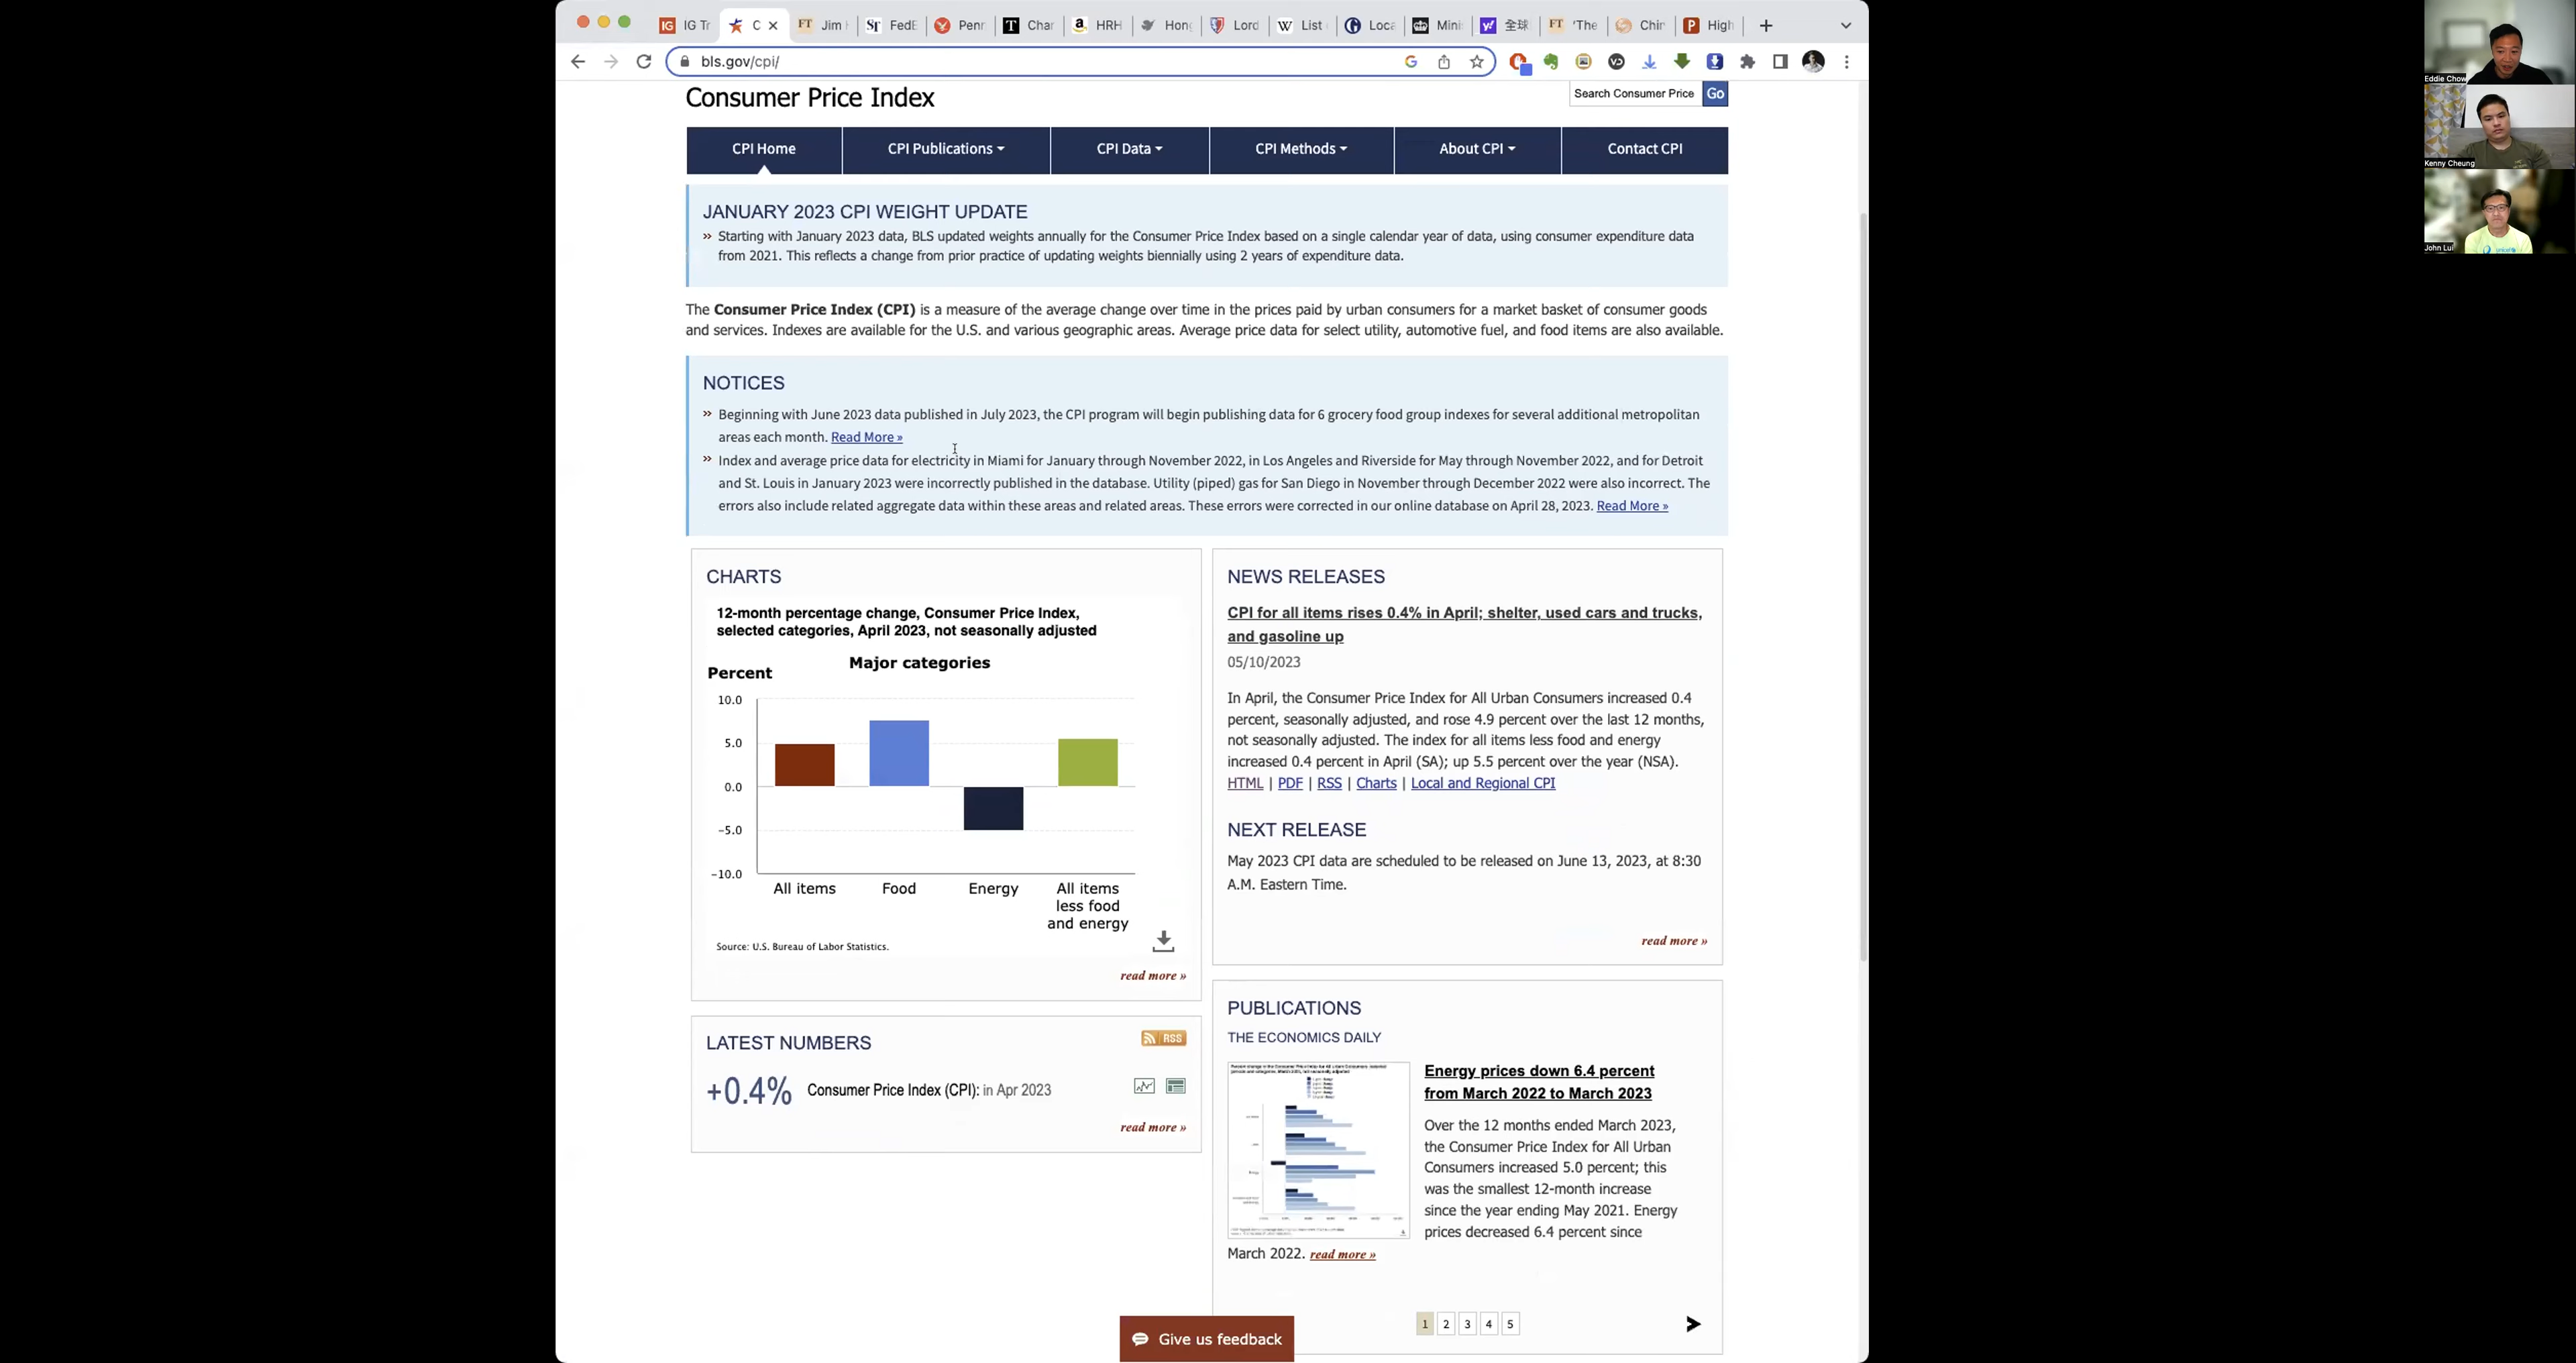 IG Tr
C
FT Jim
ST FedE
Penn
T Char
a HRH
Hong
Lord
W List
Loca
Mini
y! 全球
FT 'The
Chin
P High
bls.gov/cpi/
Consumer Price Index
Search Consumer Price Go
CPI Home
CPI Publications
CPI Data
CPI Methods
About CPI
Contact CPI
JANUARY 2023 CPI WEIGHT UPDATE
» Starting with January 2023 data, BLS updated weights annually for the Consumer Price Index based on a single calendar year of data, using consumer expenditure data
from 2021. This reflects a change from prior practice of updating weights biennially using 2 years of expenditure data.
The Consumer Price Index (CPI) is a measure of the average change over time in the prices paid by urban consumers for a market basket of consumer goods
and services. Indexes are available for the U.S. and various geographic areas. Average price data for select utility, automotive fuel, and food items are also available.
NOTICES
» Beginning with June 2023 data published in July 2023, the CPI program will begin publishing data for 6 grocery food group indexes for several additional metropolitan
areas each month. Read More »
» Index and average price data for electricity in Miami for January through November 2022, in Los Angeles and Riverside for May through November 2022, and for Detroit
and St. Louis in January 2023 were incorrectly published in the database. Utility (piped) gas for San Diego in November through December 2022 were also incorrect. The
errors also include related aggregate data within these areas and related areas. These errors were corrected in our online database on April 28, 2023. Read More »
CHARTS
12-month percentage change, Consumer Price Index,
selected categories, April 2023, not seasonally adjusted
Major categories
Percent
10.0
5.0
0.0
-5.0
-10.0
All items
Food
Energy
All items
less food
and energy
Source: U.S. Bureau of Labor Statistics.
read more »
LATEST NUMBERS
RSS
+0.4% Consumer Price Index (CPI): in Apr 2023
read more »
NEWS RELEASES
CPI for all items rises 0.4% in April; shelter, used cars and trucks,
and gasoline up
05/10/2023
In April, the Consumer Price Index for All Urban Consumers increased 0.4
percent, seasonally adjusted, and rose 4.9 percent over the last 12 months,
not seasonally adjusted. The index for all items less food and energy
increased 0.4 percent in April (SA); up 5.5 percent over the year (NSA).
HTML | PDF | RSS | Charts | Local and Regional CPI
NEXT RELEASE
May 2023 CPI data are scheduled to be released on June 13, 2023, at 8:30
A.M. Eastern Time.
read more »
PUBLICATIONS
THE ECONOMICS DAILY
Energy prices down 6.4 percent
from March 2022 to March 2023
Over the 12 months ended March 2023,
the Consumer Price Index for All Urban
Consumers increased 5.0 percent; this
was the smallest 12-month increase
since the year ending May 2021. Energy
prices decreased 6.4 percent since
March 2022. read more »
1 2 3 4 5
Give us feedback
Eddie Chow
Kenny Cheung
John Lui